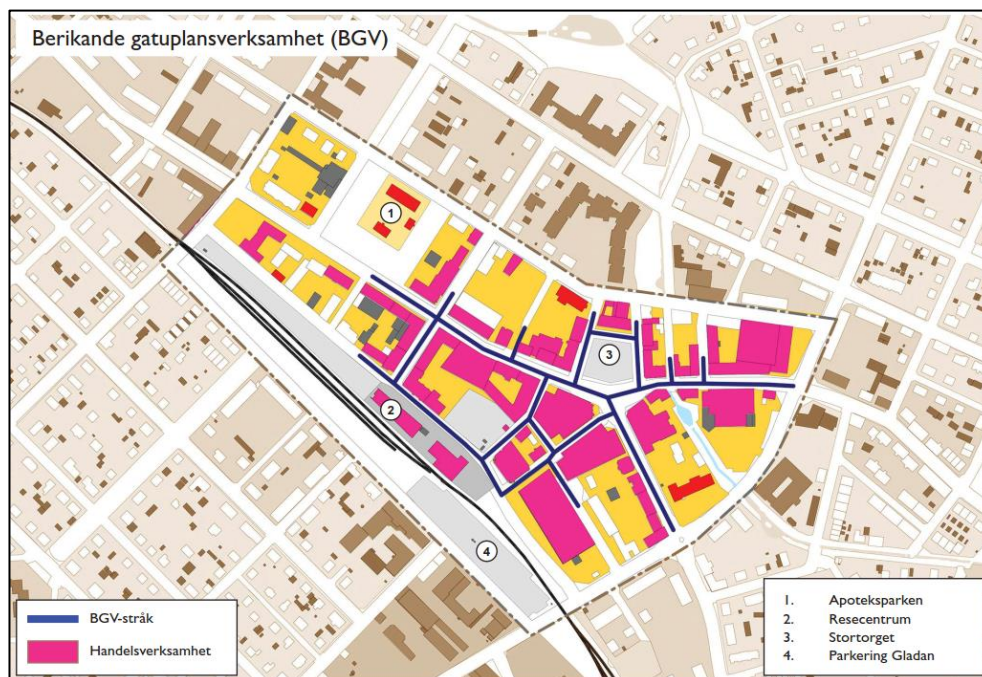 Berikande gatuplansverksamhet (BGV)
1
2
3
4
BGV-stråk
Handelsverksamhet
1. Apoteksparken
2. Resecentrum
3. Stortorget
4. Parkering Gladan